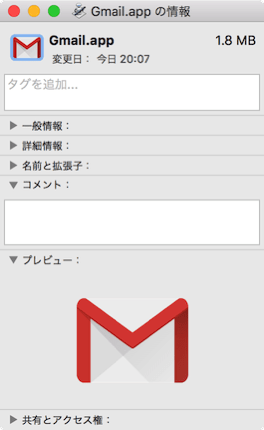 Gmail.app の情報
Gmail.app 1.8 MB
変更日： 今日 20:07
タグを追加...
一般情報：
詳細情報：
名前と拡張子：
コメント：
プレビュー：
共有とアクセス権：